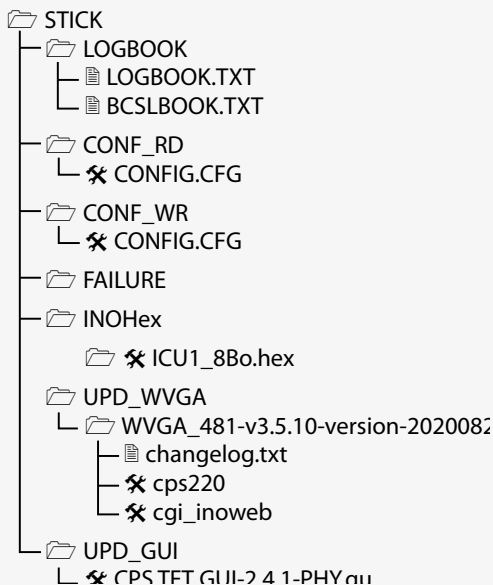 STICK
LOGBOOK
LOGBOOK.TXT
BCSLBOOK.TXT
CONF_RD
CONFIG.CFG
CONF_WR
CONFIG.CFG
FAILURE
INOHex
ICU1_8Bo.hex
UPD_WVGA
WVGA_481-v3.5.10-version-2020082
changelog.txt
cps220
cgi_inoweb
UPD_GUI
CPS TFT GUI-2.4.1-PHY.gu